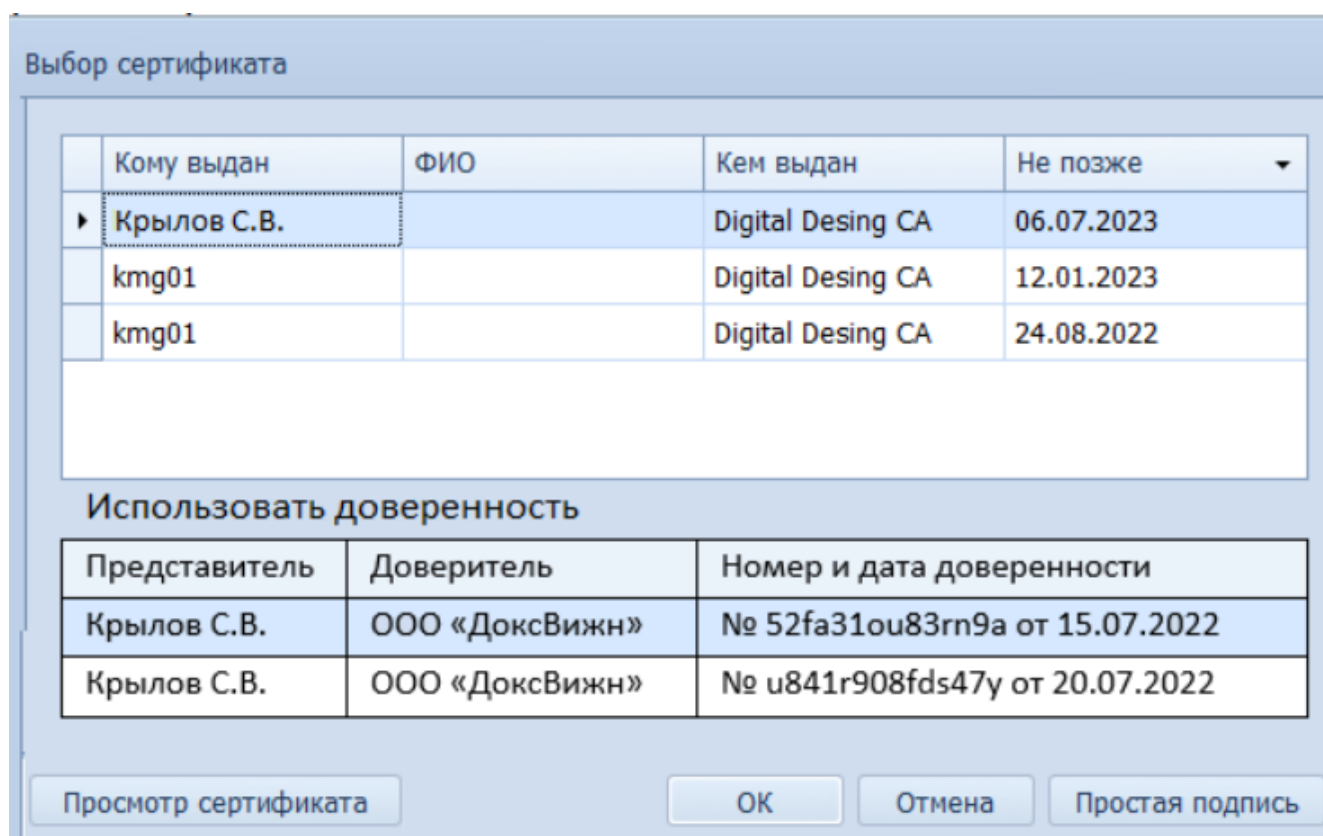 Выбор сертификата
Кому выдан ФИО Кем выдан Не позже
Крылов С.В. Digital Desing CA 06.07.2023
kmg01 Digital Desing CA 12.01.2023
kmg01 Digital Desing CA 24.08.2022
Использовать доверенность
Представитель Доверитель Номер и дата доверенности
Крылов С.В. ООО «ДоксВижн» № 52fa31ou83rn9a от 15.07.2022
Крылов С.В. ООО «ДоксВижн» № u841r908fds47y от 20.07.2022
Просмотр сертификата ОК Отмена Простая подпись